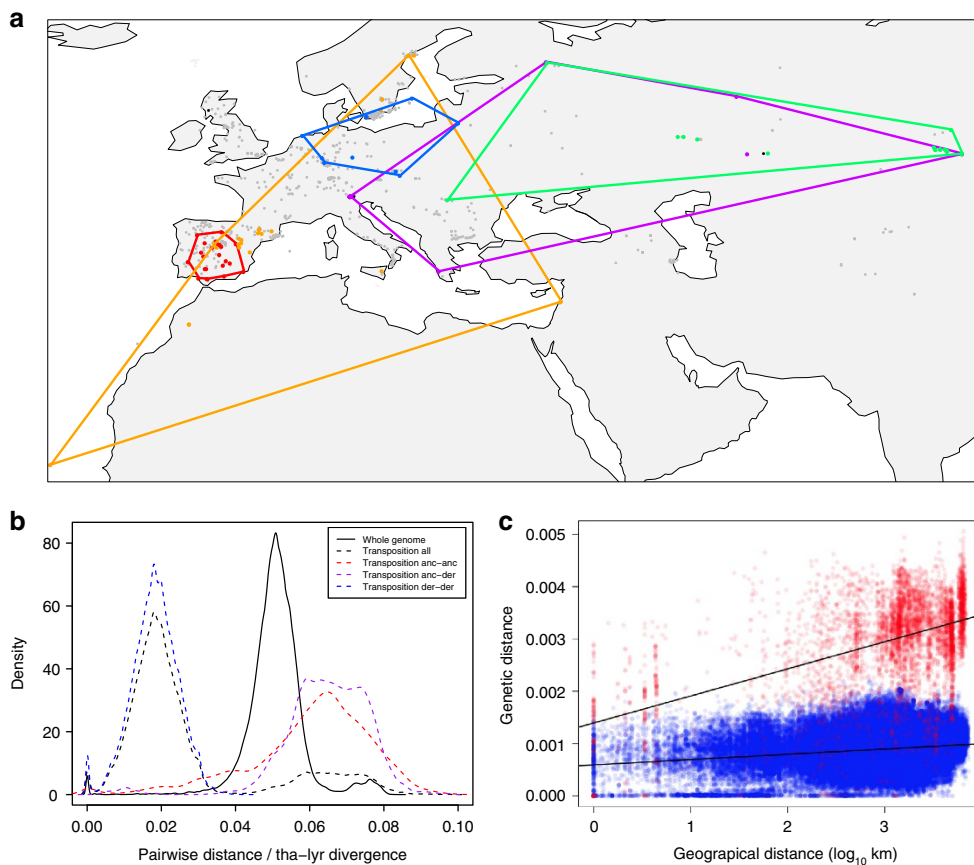 a
b
80
60
40
20
0
Density
Whole genome
Transposition all
Transposition anc–anc
Transposition anc–der
Transposition der–der
0.00
0.02
0.04
0.06
0.08
0.10
Pairwise distance / tha–lyr divergence
c
0.005
0.004
0.003
0.002
0.001
0.000
Genetic distance
0
1
2
3
Geograpical distance (log10 km)